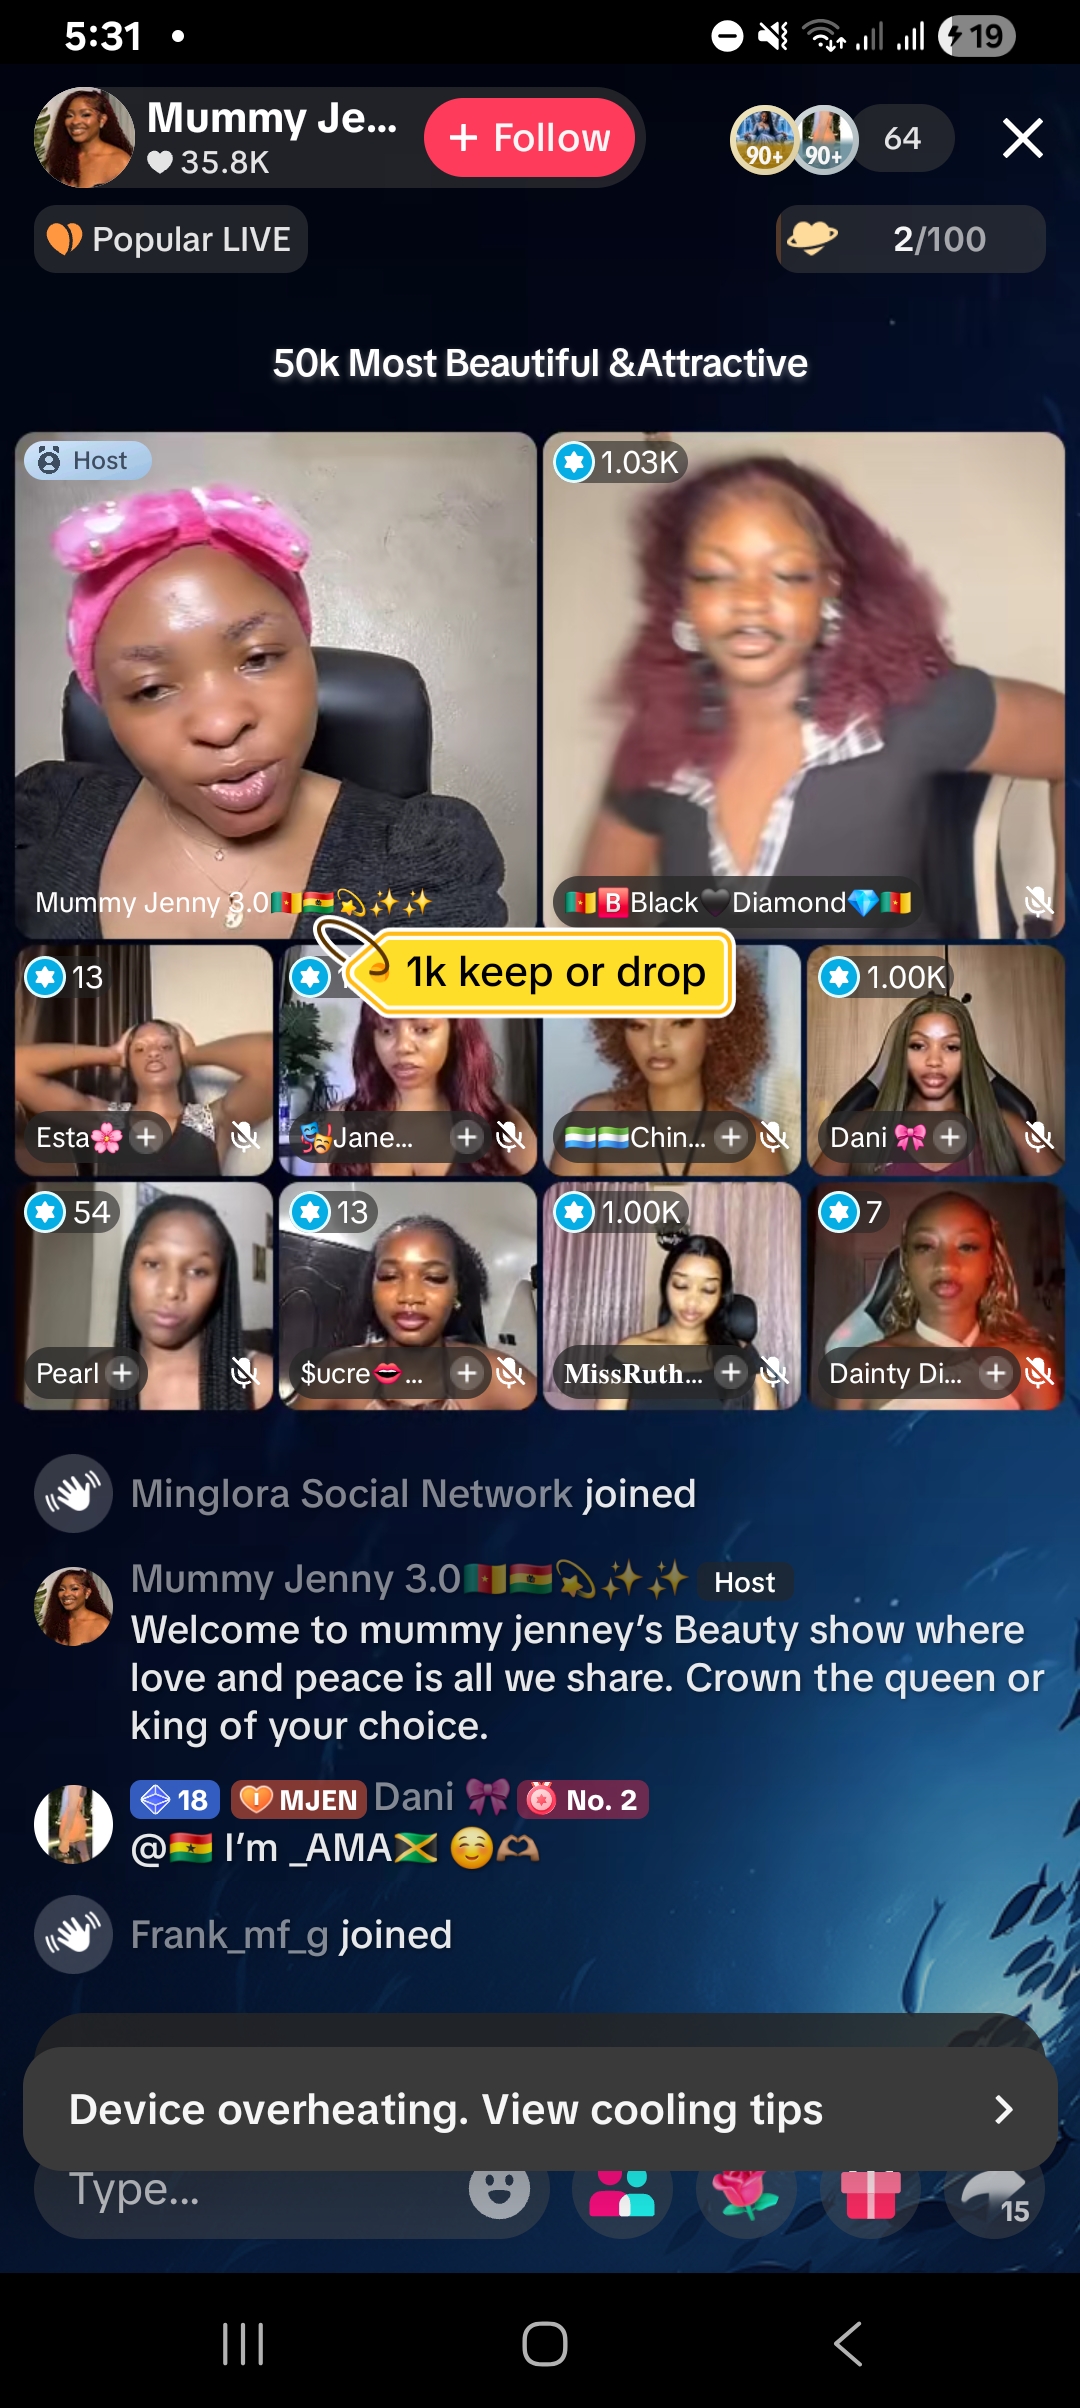 5:31
19
Mummy Je...
35.8K
+ Follow
90+
90+
64
Popular LIVE
2/100
50k Most Beautiful &Attractive
Host
1.03K
Mummy Jenny 3.0🇨🇲🇬🇭💫✨✨
🇨🇲🅱️Black🖤Diamond💎🇨🇲
1k keep or drop
13
1.00K
Esta🌸
🎭Jane...
🇸🇱🇸🇱Chin...
Dani 🎀
54
13
1.00K
7
Pearl
$ucre👄...
MissRuth...
Dainty Di...
Minglora Social Network joined
Mummy Jenny 3.0🇨🇲🇬🇭💫✨✨ Host
Welcome to mummy jenney’s Beauty show where
love and peace is all we share. Crown the queen or
king of your choice.
18 MJEN Dani 🎀 No. 2
@🇬🇭 I’m _AMA🇯🇲 ☺️🫶🏾
Frank_mf_g joined
Device overheating. View cooling tips
Type...
15